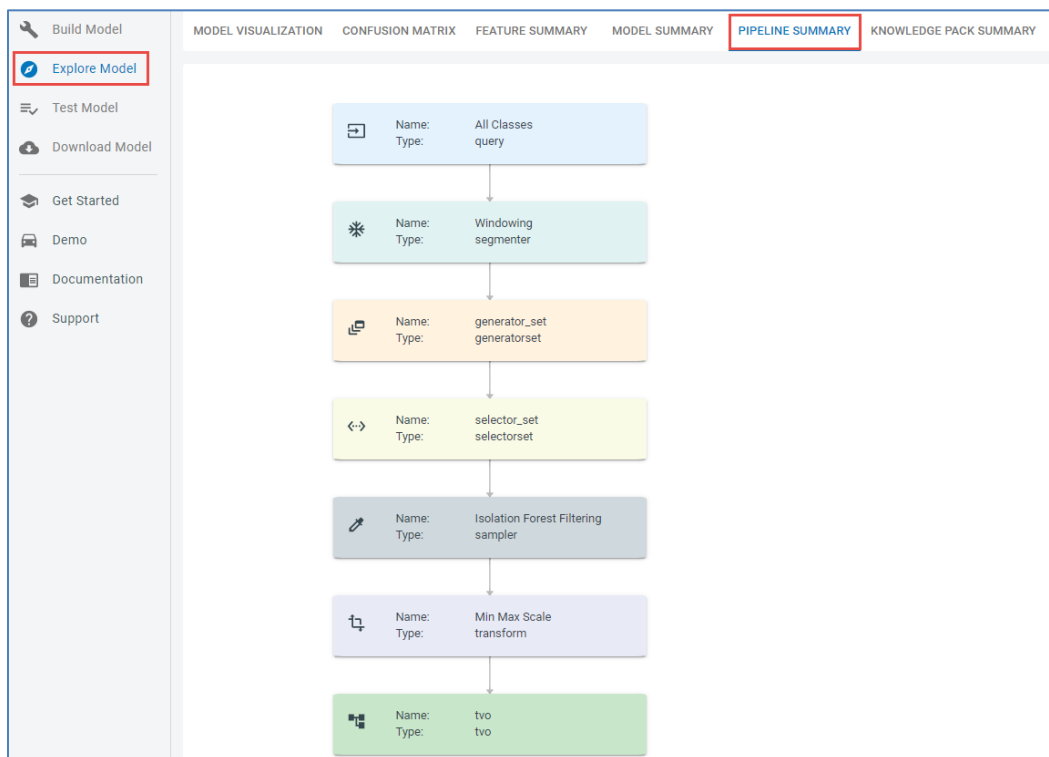 Build Model
Explore Model
Test Model
Download Model
Get Started
Demo
Documentation
Support
MODEL VISUALIZATION CONFUSION MATRIX FEATURE SUMMARY MODEL SUMMARY PIPELINE SUMMARY KNOWLEDGE PACK SUMMARY
Name: All Classes
Type: query
Name: Windowing
Type: segmenter
Name: generator_set
Type: generatorset
Name: selector_set
Type: selectorset
Name: Isolation Forest Filtering
Type: sampler
Name: Min Max Scale
Type: transform
Name: tvo
Type: tvo